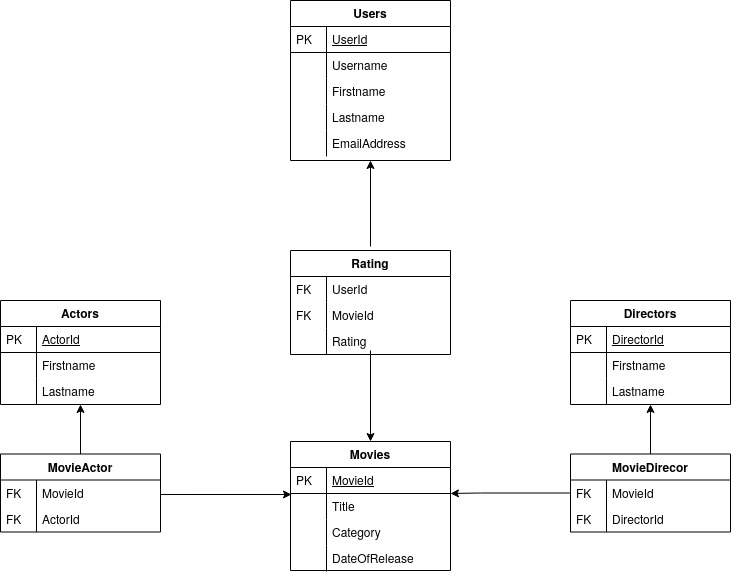 Users
PK UserId
Username
Firstname
Lastname
EmailAddress
Rating
FK UserId
FK MovieId
Rating
Actors
PK ActorId
Firstname
Lastname
Directors
PK DirectorId
Firstname
Lastname
MovieActor
FK MovieId
FK ActorId
Movies
PK MovieId
Title
Category
DateOfRelease
MovieDirecor
FK MovieId
FK DirectorId